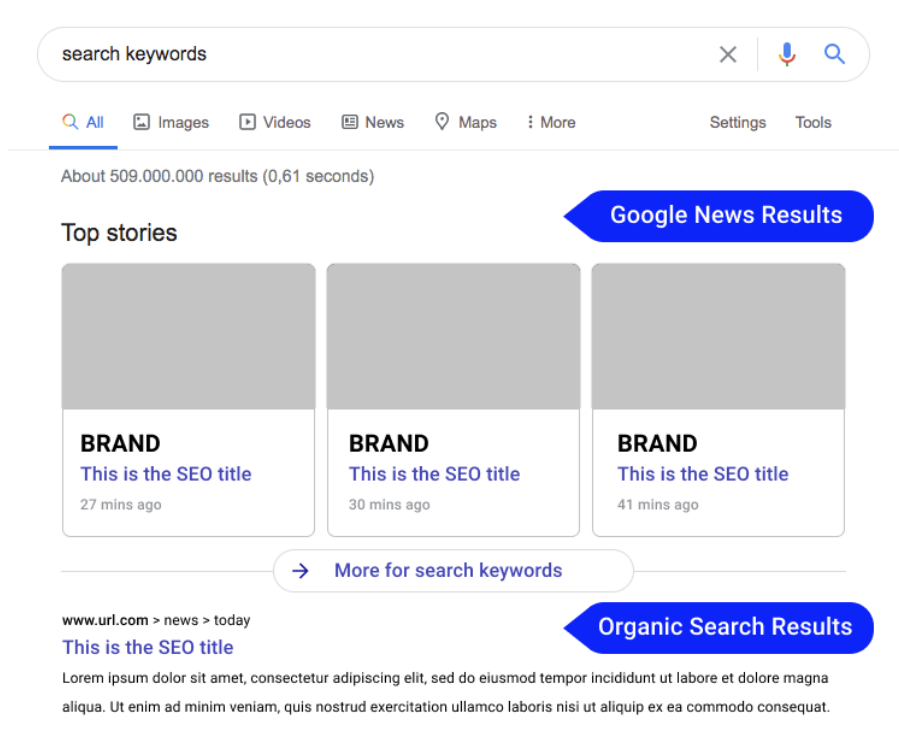 search keywords
All Images Videos News Maps More Settings Tools
About 509.000.000 results (0,61 seconds)
Google News Results
Top stories
BRAND BRAND BRAND
This is the SEO title This is the SEO title This is the SEO title
27 mins ago 30 mins ago 41 mins ago
More for search keywords
www.url.com > news > today
Organic Search Results
This is the SEO title
Lorem ipsum dolor sit amet, consectetur adipiscing elit, sed do eiusmod tempor incididunt ut labore et dolore magna
aliqua. Ut enim ad minim veniam, quis nostrud exercitation ullamco laboris nisi ut aliquip ex ea commodo consequat.